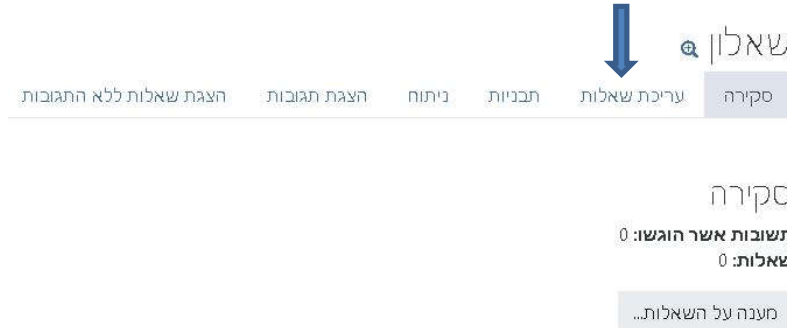 שאלון
סקירה עריכת שאלות תבניות ניתוח הצגת תגובות הצגת שאלות ללא התגובות
סקירה
תשובות אשר הוגשו: 0
שאלות: 0
מענה על השאלות...